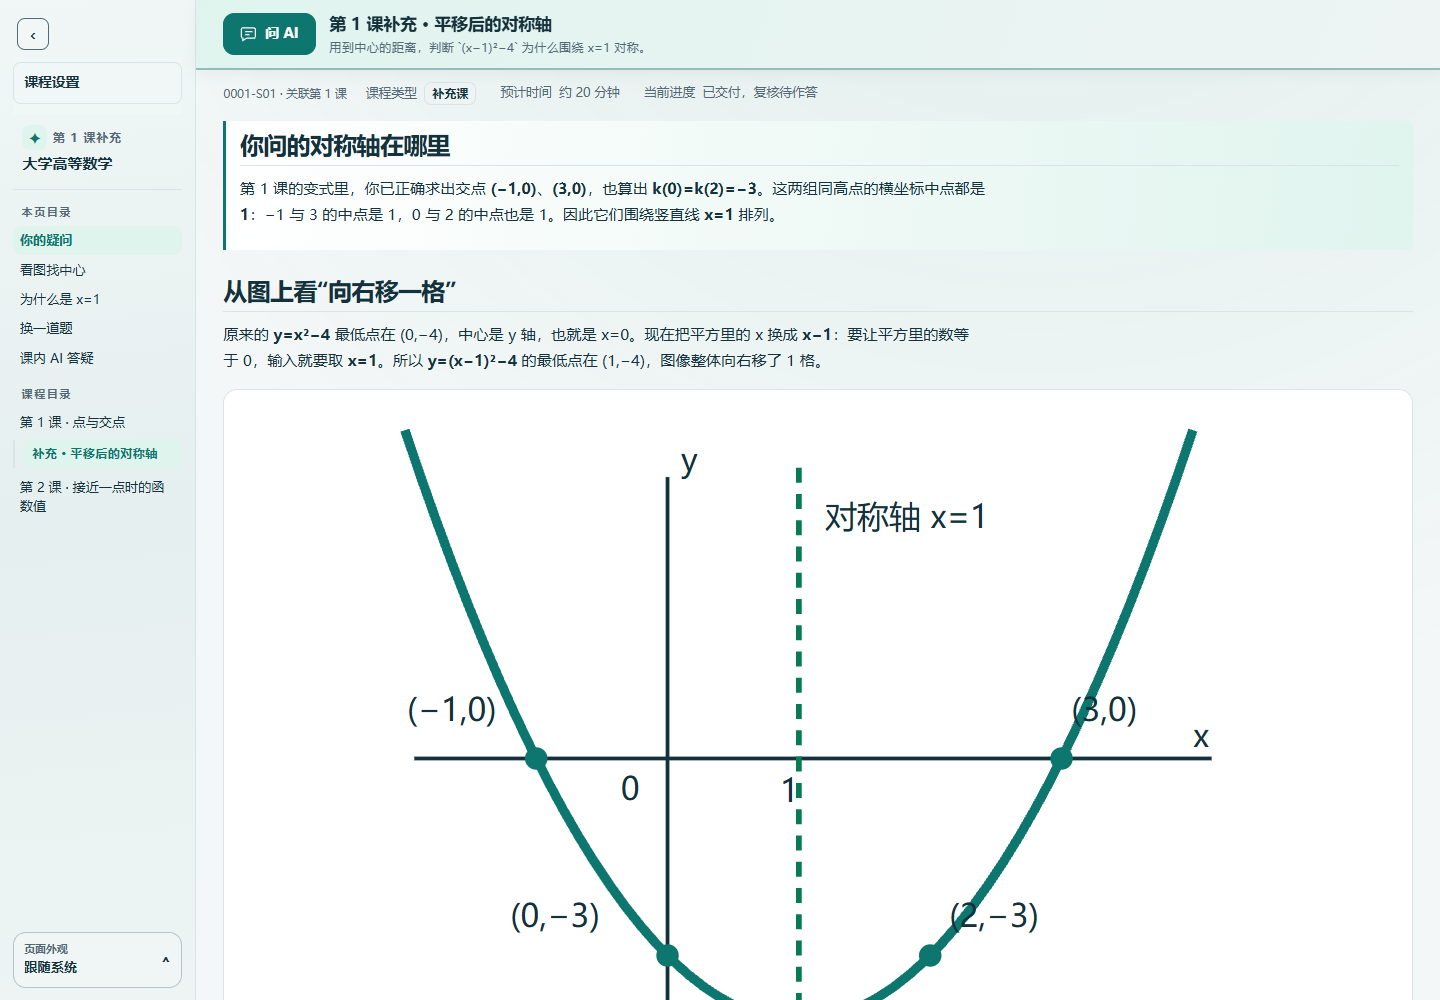 ‹
课程设置
✦ 第 1 课补充
大学高等数学
本页目录
你的疑问
看图找中心
为什么是 x=1
换一道题
课内 AI 答疑
课程目录
第 1 课 · 点与交点
补充 · 平移后的对称轴
第 2 课 · 接近一点时的函
数值
页面外观
跟随系统
问 AI
第 1 课补充 · 平移后的对称轴
用到中心的距离，判断 `(x−1)²−4` 为什么围绕 x=1 对称。
0001-S01 · 关联第 1 课 课程类型 补充课 预计时间 约 20 分钟 当前进度 已交付，复核待作答
你问的对称轴在哪里
第 1 课的变式里，你已正确求出交点 (−1,0)、(3,0)，也算出 k(0)=k(2)=−3。这两组同高点的横坐标中点都是
1：−1 与 3 的中点是 1，0 与 2 的中点也是 1。因此它们围绕竖直线 x=1 排列。
从图上看“向右移一格”
原来的 y=x²−4 最低点在 (0,−4)，中心是 y 轴，也就是 x=0。现在把平方里的 x 换成 x−1：要让平方里的数等
于 0，输入就要取 x=1。所以 y=(x−1)²−4 的最低点在 (1,−4)，图像整体向右移了 1 格。
y
对称轴 x=1
(−1,0)
(3,0)
x
0
1
(0,−3)
(2,−3)